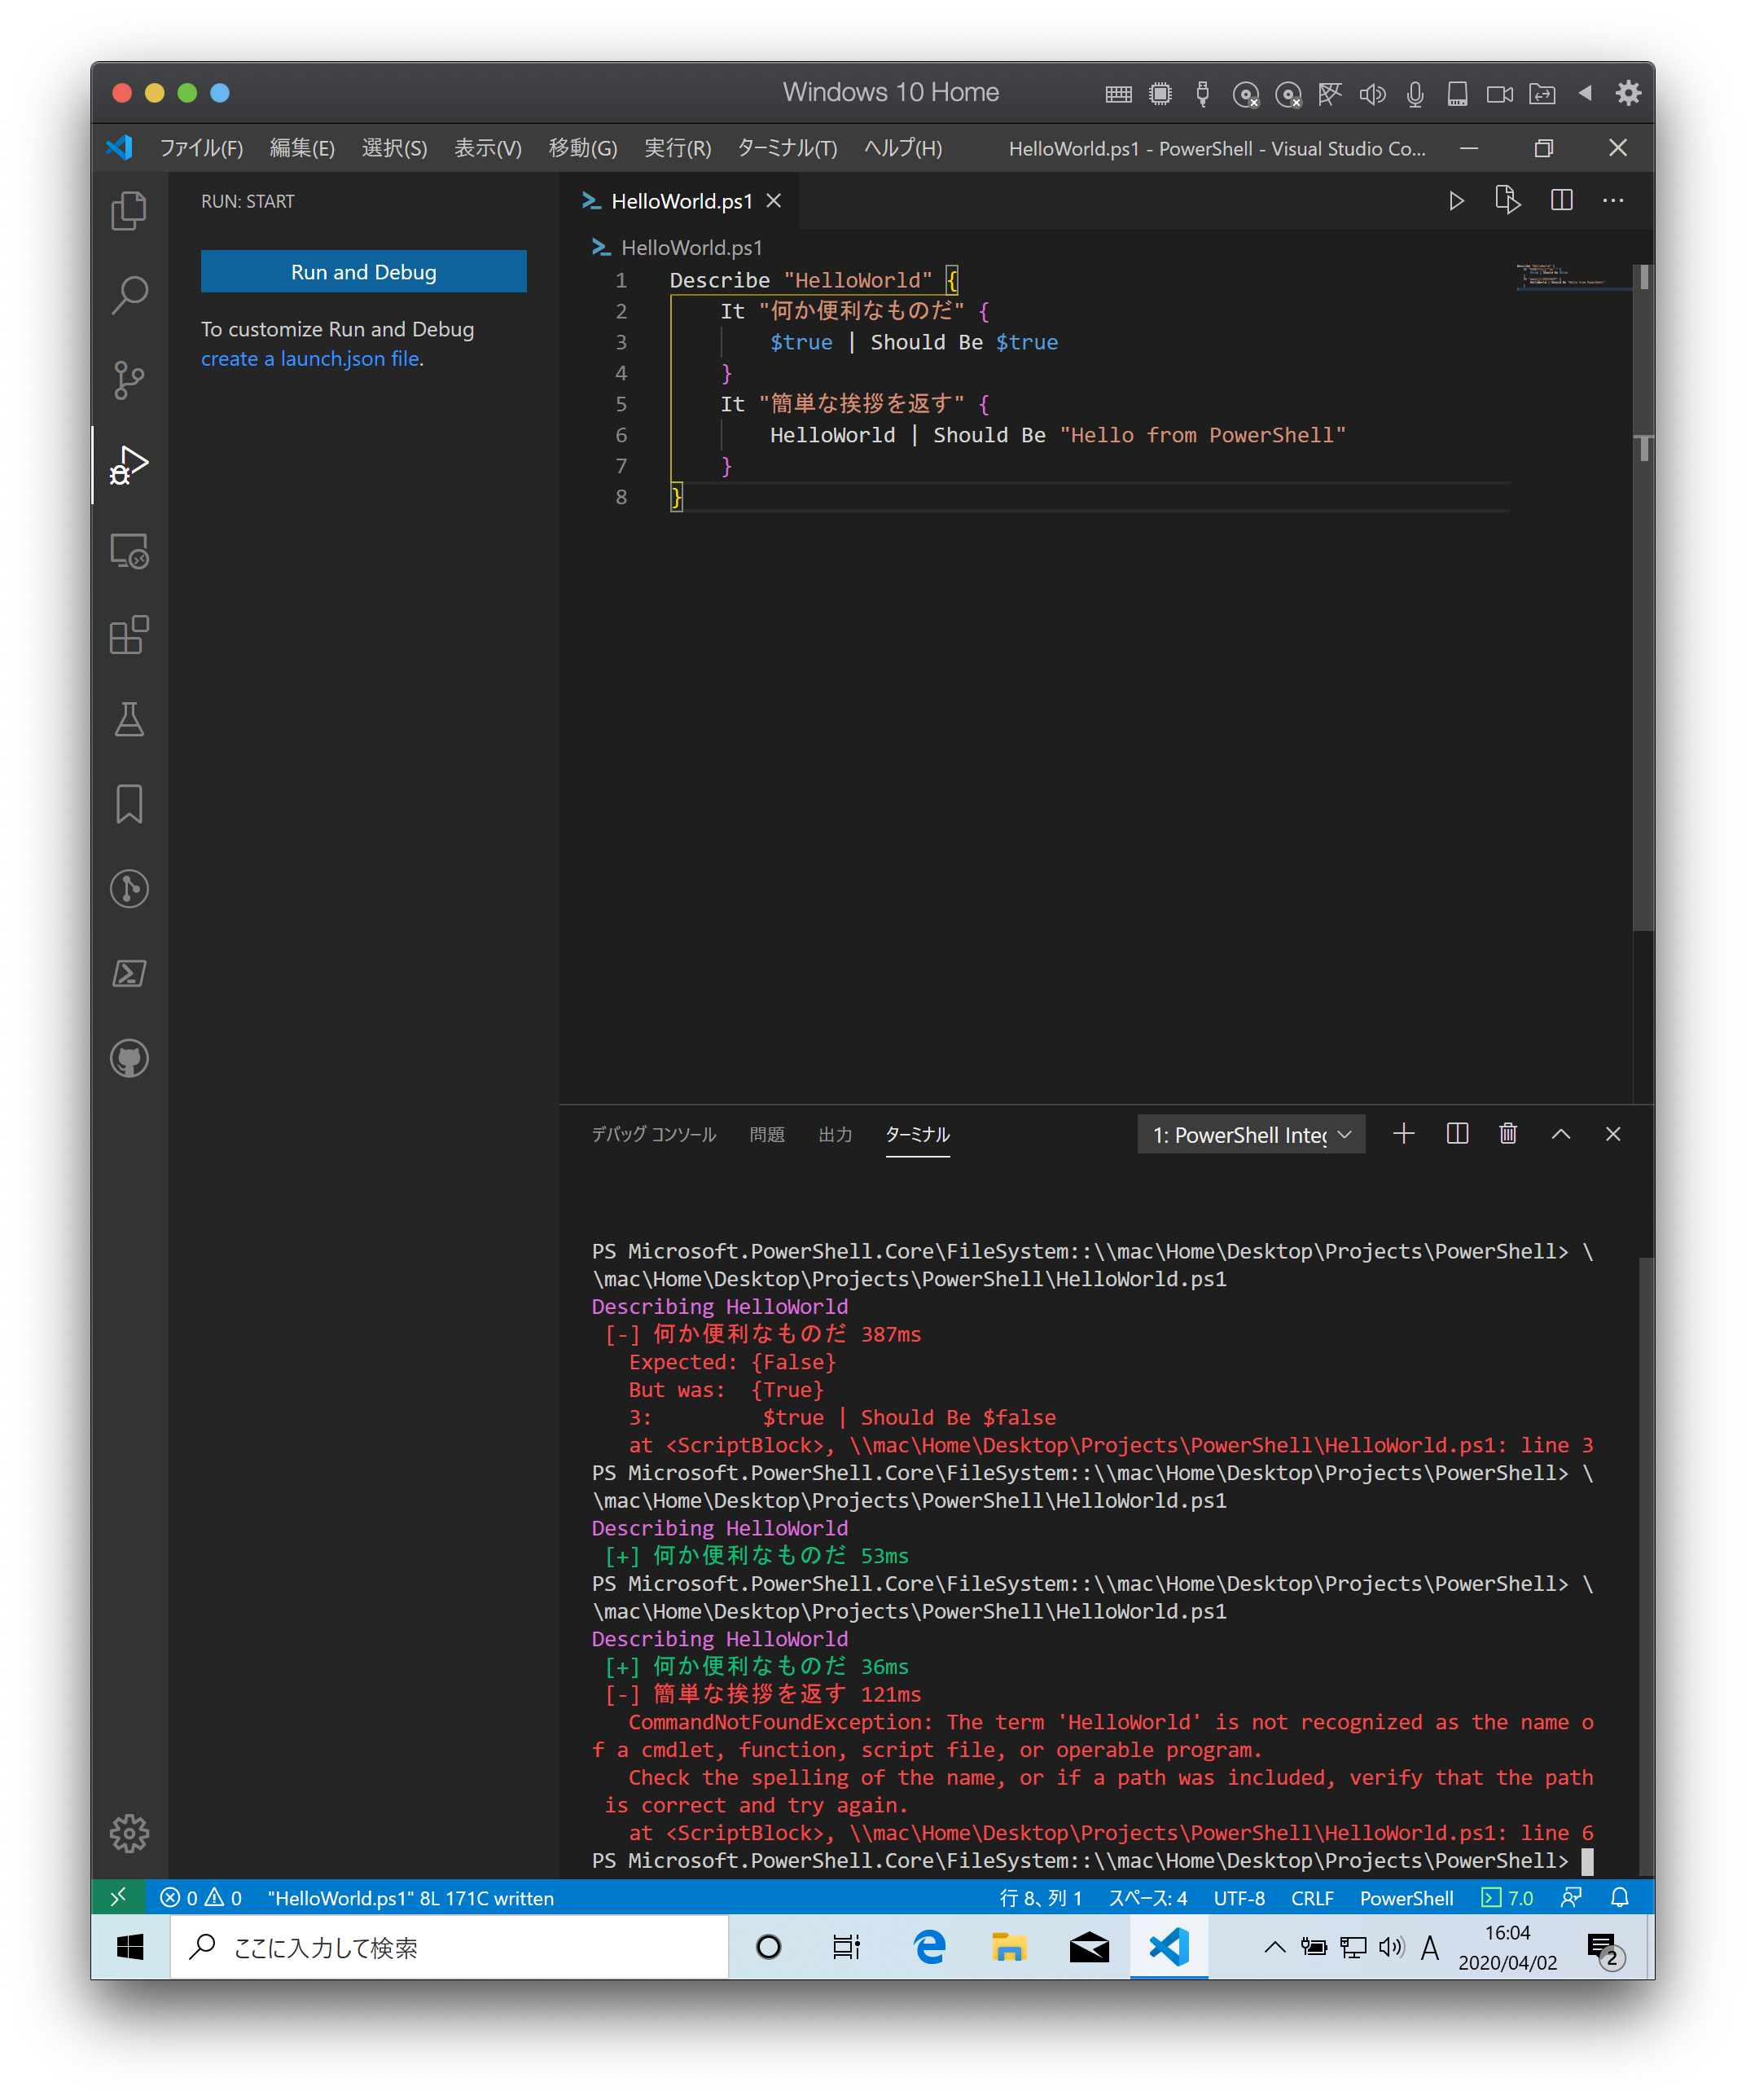 Windows 10 Home
ファイル(F) 編集(E) 選択(S) 表示(V) 移動(G) 実行(R) ターミナル(T) ヘルプ(H) HelloWorld.ps1 - PowerShell - Visual Studio Co...
RUN: START
Run and Debug
To customize Run and Debug
create a launch.json file.
HelloWorld.ps1
HelloWorld.ps1
1 Describe "HelloWorld" {
2 It "何か便利なものだ" {
3 $true | Should Be $true
4 }
5 It "簡単な挨拶を返す" {
6 HelloWorld | Should Be "Hello from PowerShell"
7 }
8 }
デバッグ コンソール 問題 出力 ターミナル 1: PowerShell Integ
PS Microsoft.PowerShell.Core\FileSystem::\\mac\Home\Desktop\Projects\PowerShell> \
\mac\Home\Desktop\Projects\PowerShell\HelloWorld.ps1
Describing HelloWorld
[-] 何か便利なものだ 387ms
Expected: {False}
But was: {True}
3: $true | Should Be $false
at <ScriptBlock>, \\mac\Home\Desktop\Projects\PowerShell\HelloWorld.ps1: line 3
PS Microsoft.PowerShell.Core\FileSystem::\\mac\Home\Desktop\Projects\PowerShell> \
\mac\Home\Desktop\Projects\PowerShell\HelloWorld.ps1
Describing HelloWorld
[+] 何か便利なものだ 53ms
PS Microsoft.PowerShell.Core\FileSystem::\\mac\Home\Desktop\Projects\PowerShell> \
\mac\Home\Desktop\Projects\PowerShell\HelloWorld.ps1
Describing HelloWorld
[+] 何か便利なものだ 36ms
[-] 簡単な挨拶を返す 121ms
CommandNotFoundException: The term 'HelloWorld' is not recognized as the name o
f a cmdlet, function, script file, or operable program.
Check the spelling of the name, or if a path was included, verify that the path
is correct and try again.
at <ScriptBlock>, \\mac\Home\Desktop\Projects\PowerShell\HelloWorld.ps1: line 6
PS Microsoft.PowerShell.Core\FileSystem::\\mac\Home\Desktop\Projects\PowerShell>
0 0 "HelloWorld.ps1" 8L 171C written 行 8、列 1 スペース: 4 UTF-8 CRLF PowerShell 7.0
ここに入力して検索 A 16:04
2020/04/02 2